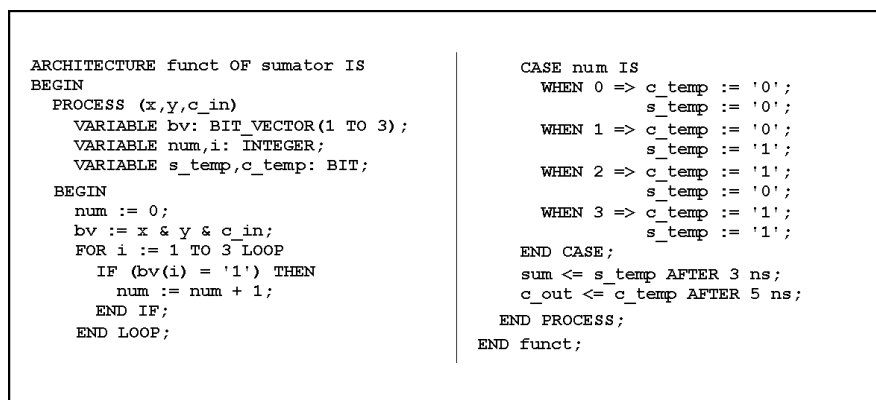 ARCHITECTURE funct OF sumator IS
BEGIN
PROCESS (x,y,c_in)
VARIABLE bv: BIT_VECTOR(1 TO 3);
VARIABLE num,i: INTEGER;
VARIABLE s_temp,c_temp: BIT;
BEGIN
num := 0;
bv := x & y & c_in;
FOR i := 1 TO 3 LOOP
IF (bv(i) = '1') THEN
num := num + 1;
END IF;
END LOOP;
CASE num IS
WHEN 0 => c_temp := '0';
s_temp := '0';
WHEN 1 => c_temp := '0';
s_temp := '1';
WHEN 2 => c_temp := '1';
s_temp := '0';
WHEN 3 => c_temp := '1';
s_temp := '1';
END CASE;
sum <= s_temp AFTER 3 ns;
c_out <= c_temp AFTER 5 ns;
END PROCESS;
END funct;